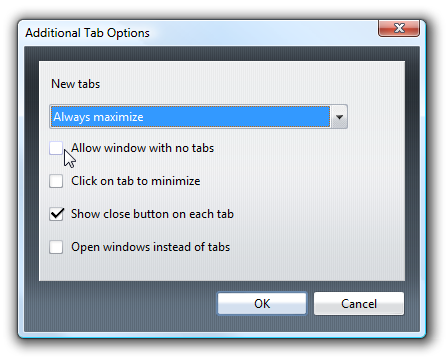 Additional Tab Options
New tabs
Always maximize
Allow window with no tabs
Click on tab to minimize
Show close button on each tab
Open windows instead of tabs
OK Cancel